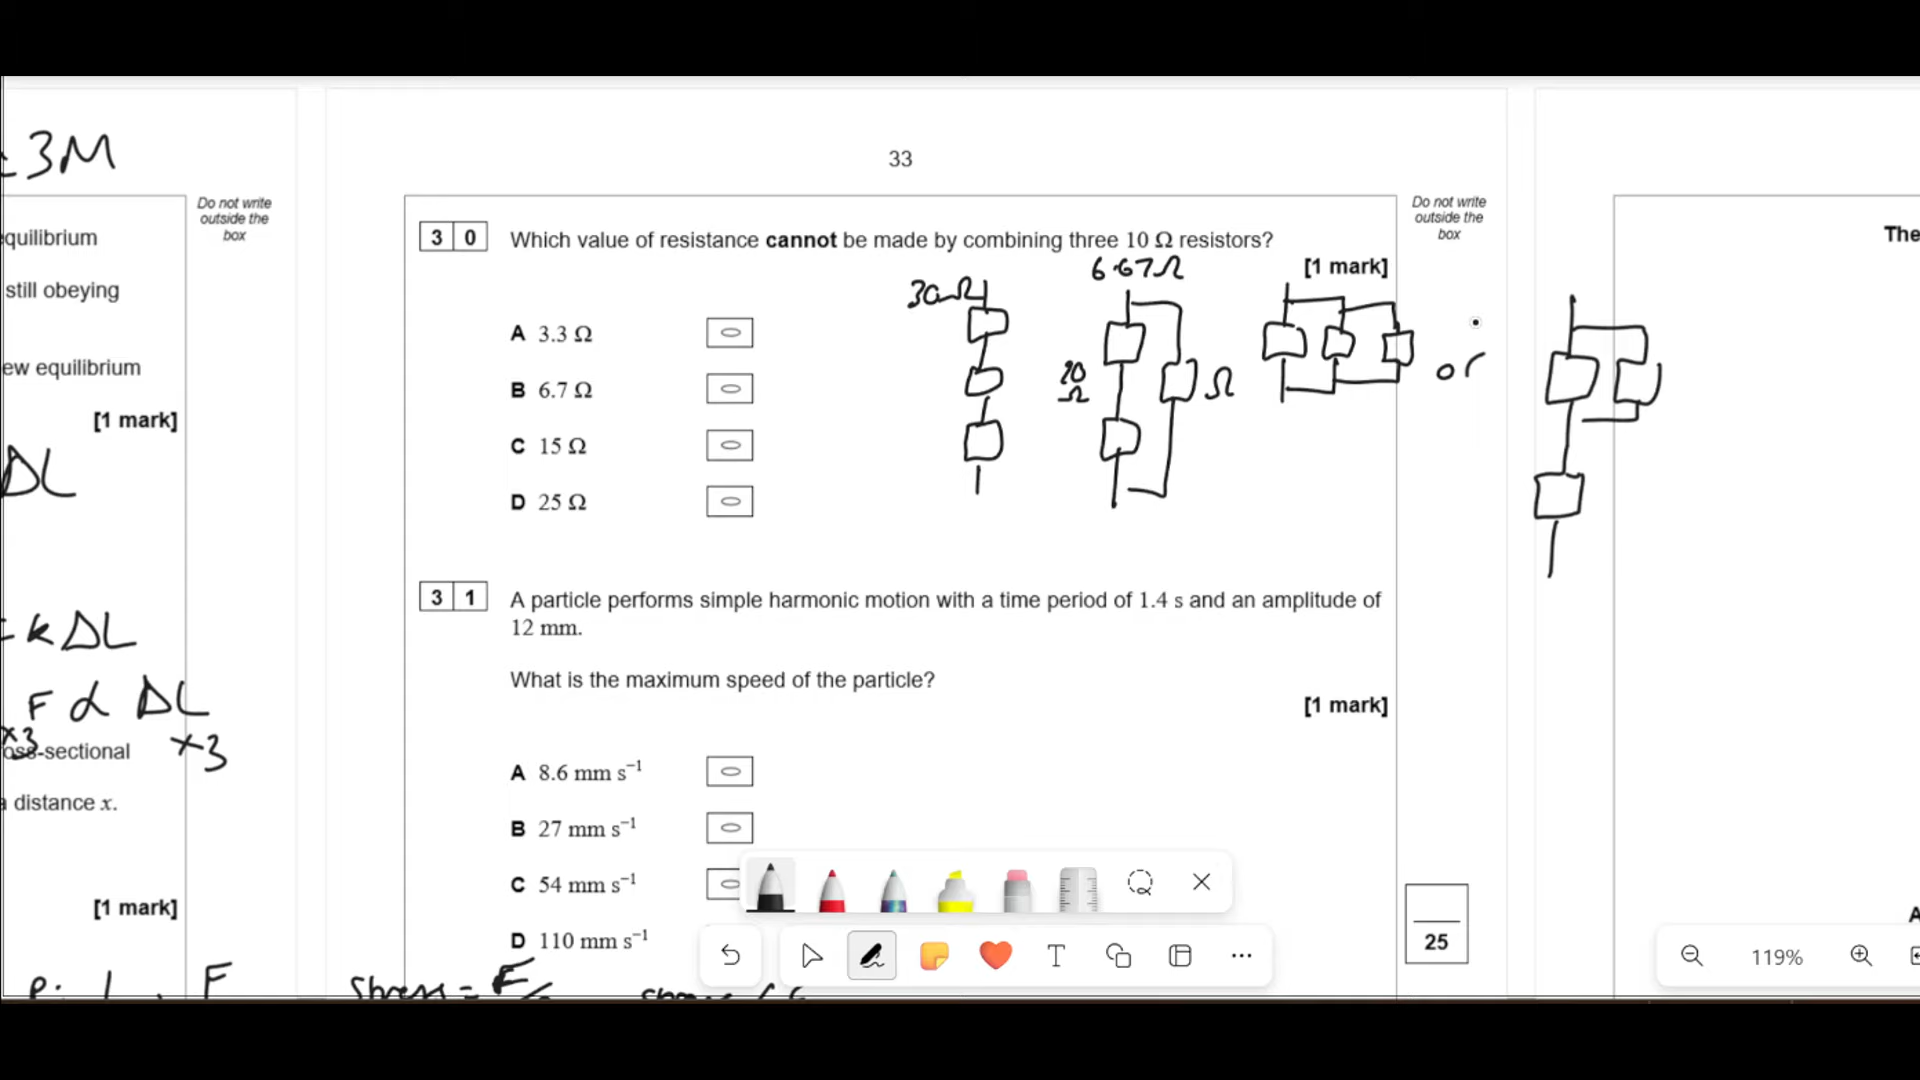 = 3M
Do not write
outside the
box
quilibrium
still obeying
ew equilibrium
[1 mark]
ΔL
= k ΔL
F α ΔL
×3 ×3
oss-sectional
a distance x.
[1 mark]
F
33
Do not write
outside the
box
3 0 Which value of resistance cannot be made by combining three 10 Ω resistors?
[1 mark]
30Ω
6.67Ω
A 3.3 Ω
B 6.7 Ω
C 15 Ω
D 25 Ω
Ω
Ω
or
3 1 A particle performs simple harmonic motion with a time period of 1.4 s and an amplitude of
12 mm.
What is the maximum speed of the particle?
[1 mark]
A 8.6 mm s⁻¹
B 27 mm s⁻¹
C 54 mm s⁻¹
D 110 mm s⁻¹
stress = F
25
The
A
T
119%